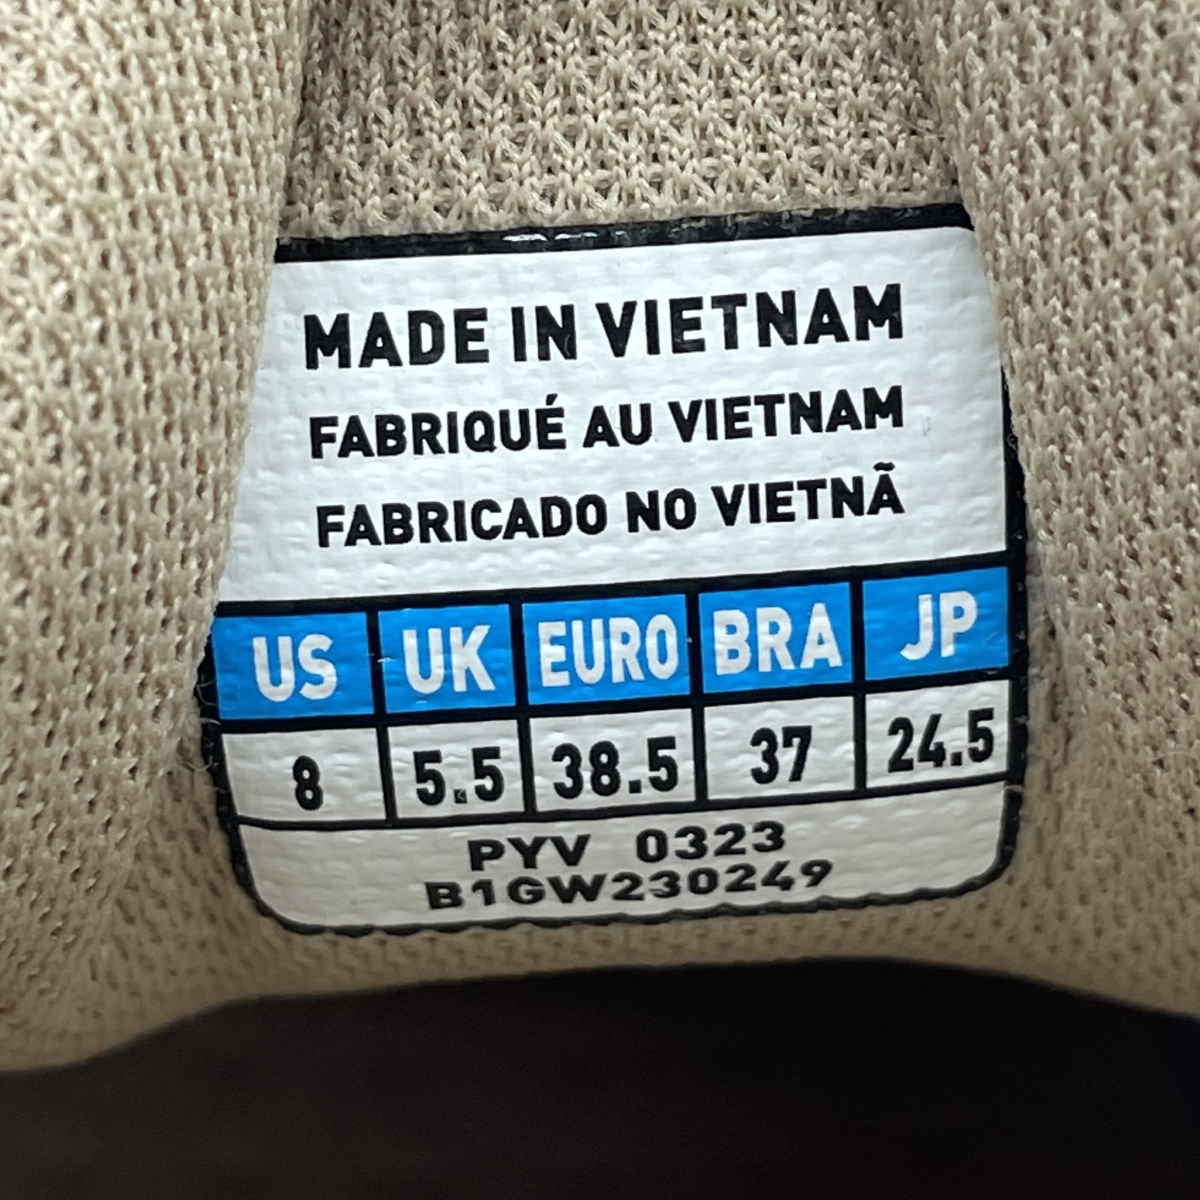 MADE IN VIETNAM
FABRIQUÉ AU VIETNAM
FABRICADO NO VIETNÃ
US UK EURO BRA JP
8 5.5 38.5 37 24.5
PYV 0323
B1GW230249